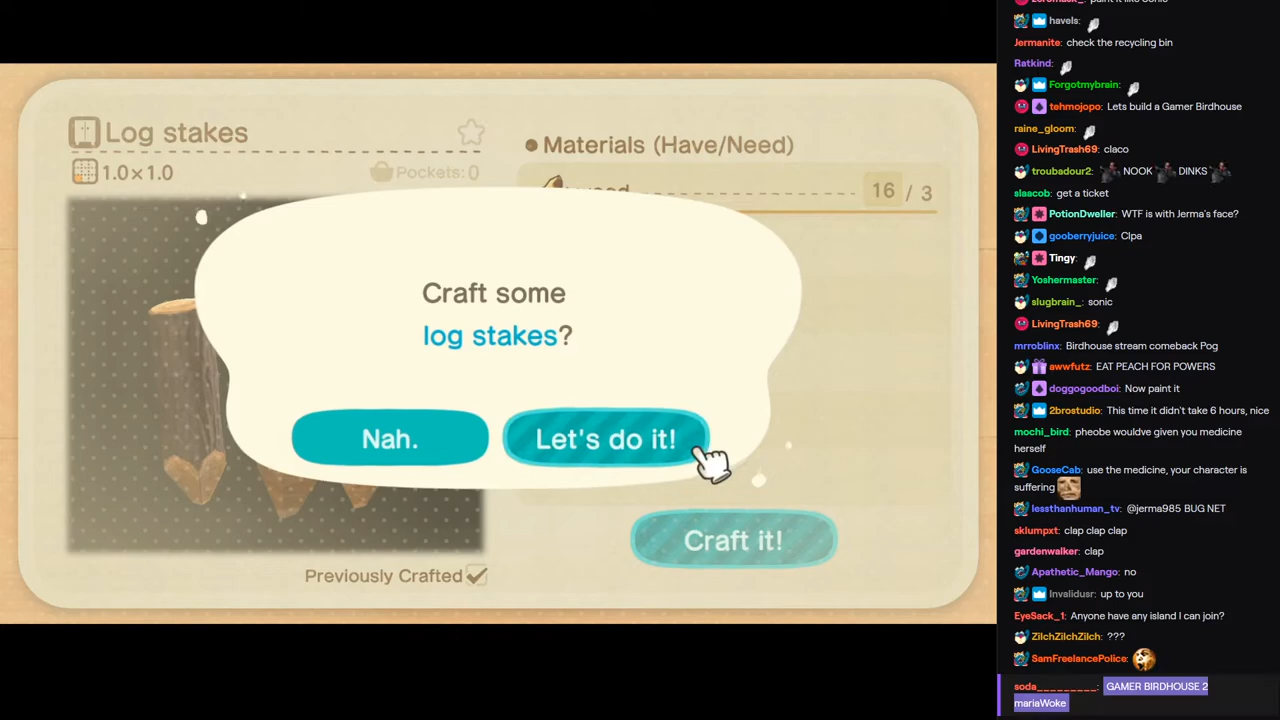 Log stakes
1.0×1.0
Pockets: 0
Materials (Have/Need)
16 / 3
Craft some
log stakes?
Nah.
Let's do it!
Craft it!
Previously Crafted
havels:
Jermanite: check the recycling bin
Ratkind:
Forgotmybrain:
tehmojopo: Lets build a Gamer Birdhouse
raine_gloom:
LivingTrash69: claco
troubadour2: NOOK DINKS
slaacob: get a ticket
PotionDweller: WTF is with Jerma's face?
gooberryjuice: Clpa
Tingy:
Yoshermaster:
slugbrain_: sonic
LivingTrash69:
mrroblinx: Birdhouse stream comeback Pog
awwfutz: EAT PEACH FOR POWERS
doggogoodboi: Now paint it
2brostudio: This time it didn't take 6 hours, nice
mochi_bird: pheobe wouldve given you medicine
herself
GooseCab: use the medicine, your character is
suffering
lessthanhuman_tv: @jerma985 BUG NET
sklumpxt: clap clap clap
gardenwalker: clap
Apathetic_Mango: no
Invalidusr: up to you
EyeSack_1: Anyone have any island I can join?
ZilchZilchZilch: ???
SamFreelancePolice:
soda_________: GAMER BIRDHOUSE 2
mariaWoke